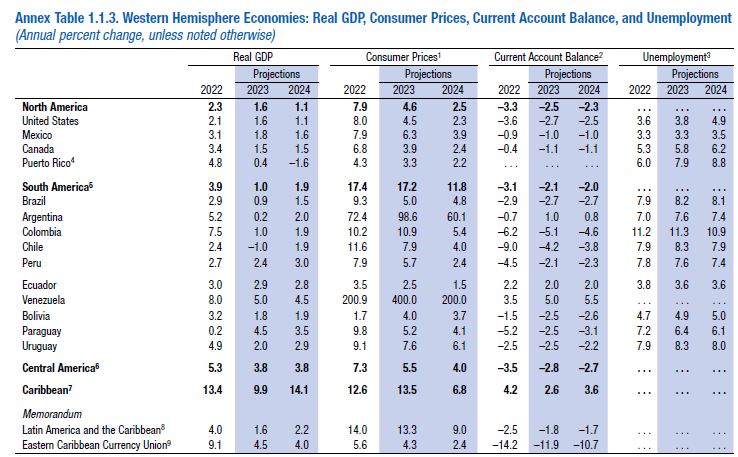 Annex Table 1.1.3. Western Hemisphere Economies: Real GDP, Consumer Prices, Current Account Balance, and Unemployment
(Annual percent change, unless noted otherwise)
Real GDP Consumer Prices¹ Current Account Balance² Unemployment³
Projections Projections Projections Projections
2022 2023 2024 2022 2023 2024 2022 2023 2024 2022 2023 2024
North America 2.3 1.6 1.1 7.9 4.6 2.5 –3.3 –2.5 –2.3 . . . . . . . . .
United States 2.1 1.6 1.1 8.0 4.5 2.3 –3.6 –2.7 –2.5 3.6 3.8 4.9
Mexico 3.1 1.8 1.6 7.9 6.3 3.9 –0.9 –1.0 –1.0 3.3 3.3 3.5
Canada 3.4 1.5 1.5 6.8 3.9 2.4 –0.4 –1.1 –1.1 5.3 5.8 6.2
Puerto Rico⁴ 4.8 0.4 –1.6 4.3 3.3 2.2 . . . . . . . . . 6.0 7.9 8.8
South America⁵ 3.9 1.0 1.9 17.4 17.2 11.8 –3.1 –2.1 –2.0 . . . . . . . . .
Brazil 2.9 0.9 1.5 9.3 5.0 4.8 –2.9 –2.7 –2.7 7.9 8.2 8.1
Argentina 5.2 0.2 2.0 72.4 98.6 60.1 –0.7 1.0 0.8 7.0 7.6 7.4
Colombia 7.5 1.0 1.9 10.2 10.9 5.4 –6.2 –5.1 –4.6 11.2 11.3 10.9
Chile 2.4 –1.0 1.9 11.6 7.9 4.0 –9.0 –4.2 –3.8 7.9 8.3 7.9
Peru 2.7 2.4 3.0 7.9 5.7 2.4 –4.5 –2.1 –2.3 7.8 7.6 7.4
Ecuador 3.0 2.9 2.8 3.5 2.5 1.5 2.2 2.0 2.0 3.8 3.6 3.6
Venezuela 8.0 5.0 4.5 200.9 400.0 200.0 3.5 5.0 5.5 . . . . . . . . .
Bolivia 3.2 1.8 1.9 1.7 4.0 3.7 –1.5 –2.5 –2.6 4.7 4.9 5.0
Paraguay 0.2 4.5 3.5 9.8 5.2 4.1 –5.2 –2.5 –3.1 7.2 6.4 6.1
Uruguay 4.9 2.0 2.9 9.1 7.6 6.1 –2.5 –2.5 –2.2 7.9 8.3 8.0
Central America⁶ 5.3 3.8 3.8 7.3 5.5 4.0 –3.5 –2.8 –2.7 . . . . . . . . .
Caribbean⁷ 13.4 9.9 14.1 12.6 13.5 6.8 4.2 2.6 3.6 . . . . . . . . .
Memorandum
Latin America and the Caribbean⁸ 4.0 1.6 2.2 14.0 13.3 9.0 –2.5 –1.8 –1.7 . . . . . . . . .
Eastern Caribbean Currency Union⁹ 9.1 4.5 4.0 5.6 4.3 2.4 –14.2 –11.9 –10.7 . . . . . . . . .